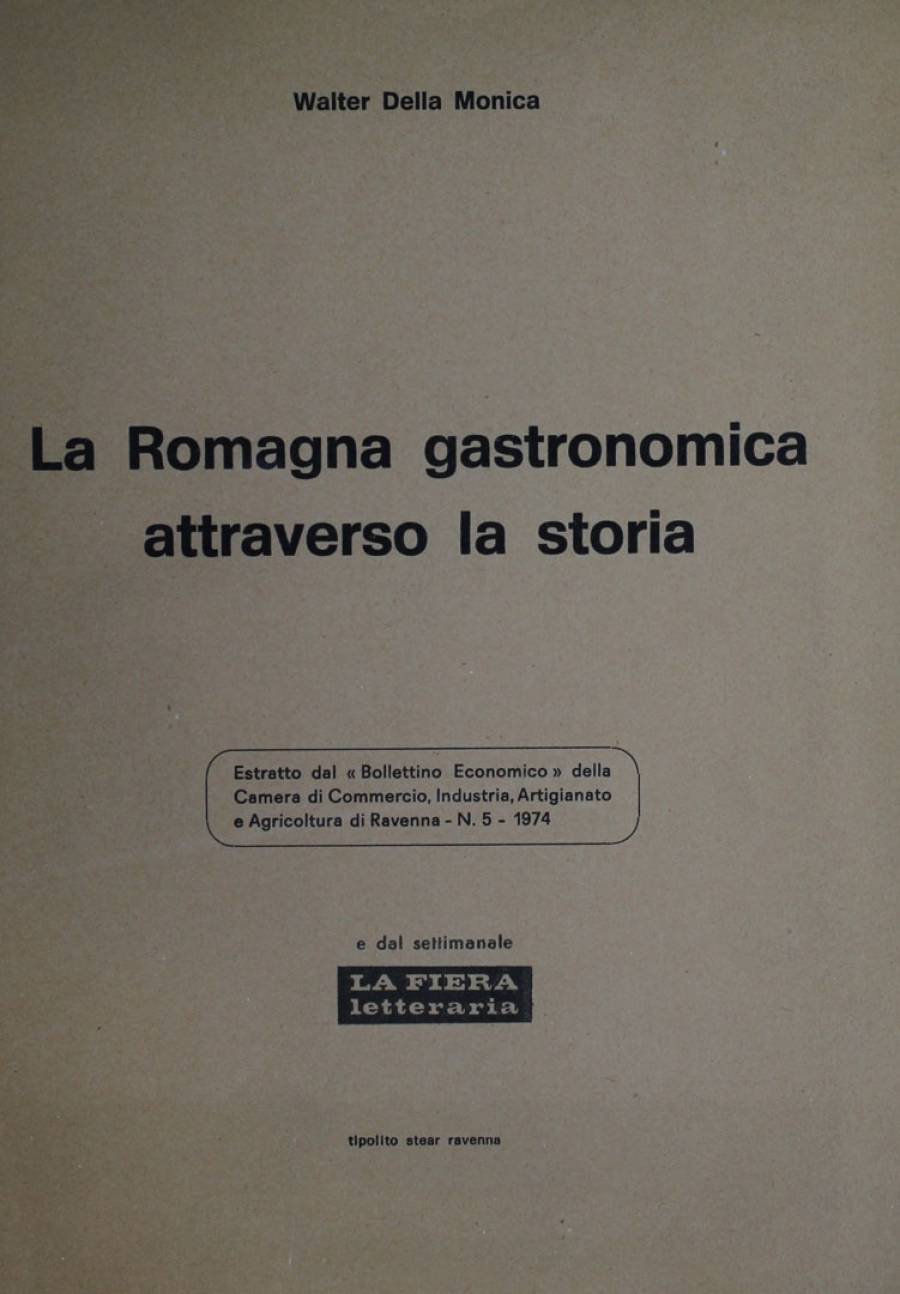 Walter Della Monica
La Romagna gastronomica
attraverso la storia
Estratto dal « Bollettino Economico » della
Camera di Commercio, Industria, Artigianato
e Agricoltura di Ravenna - N. 5 - 1974
e dal settimanale
LA FIERA
letteraria
tipolito stear ravenna